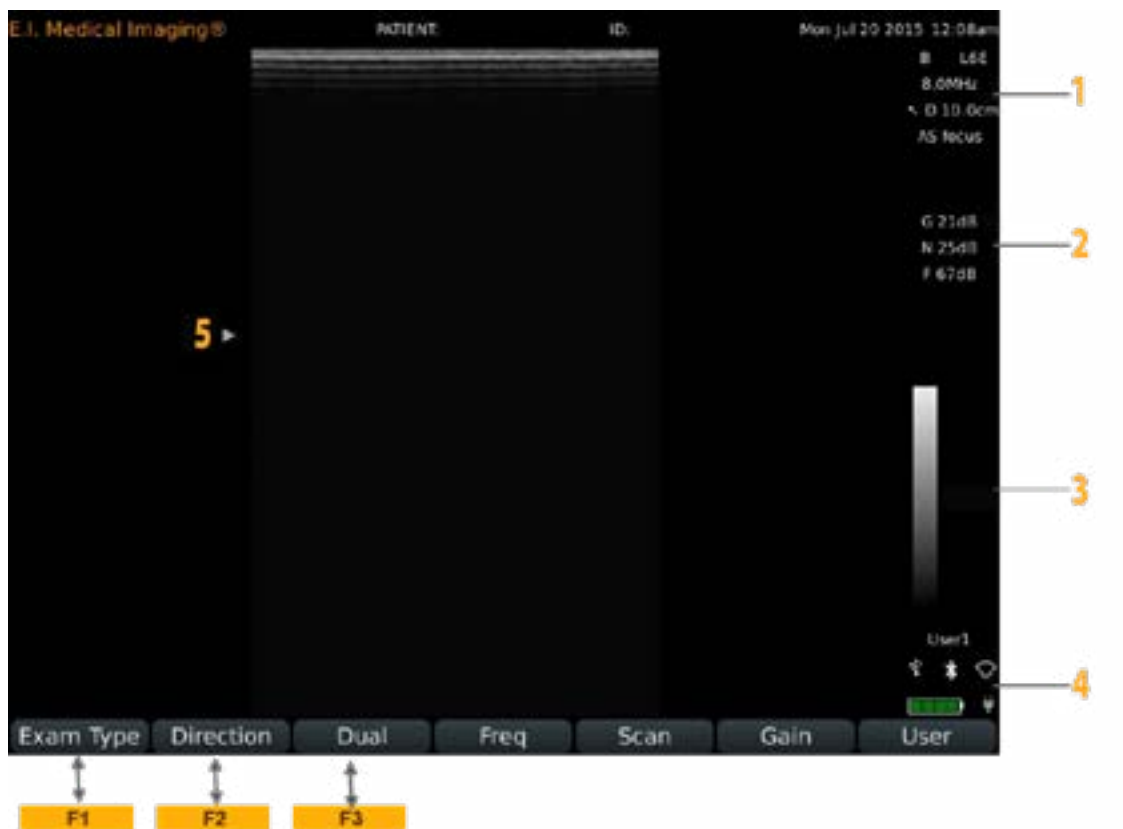 E.I. Medical Imaging® PATIENT: ID: Mon Jul 20 2015 12:08am
B L6E
8.0MHz
1
D 10.0cm
AS focus
G 21dB
N 25dB
2
F 67dB
5
3
User1
4
Exam Type Direction Dual Freq Scan Gain User
F1 F2 F3